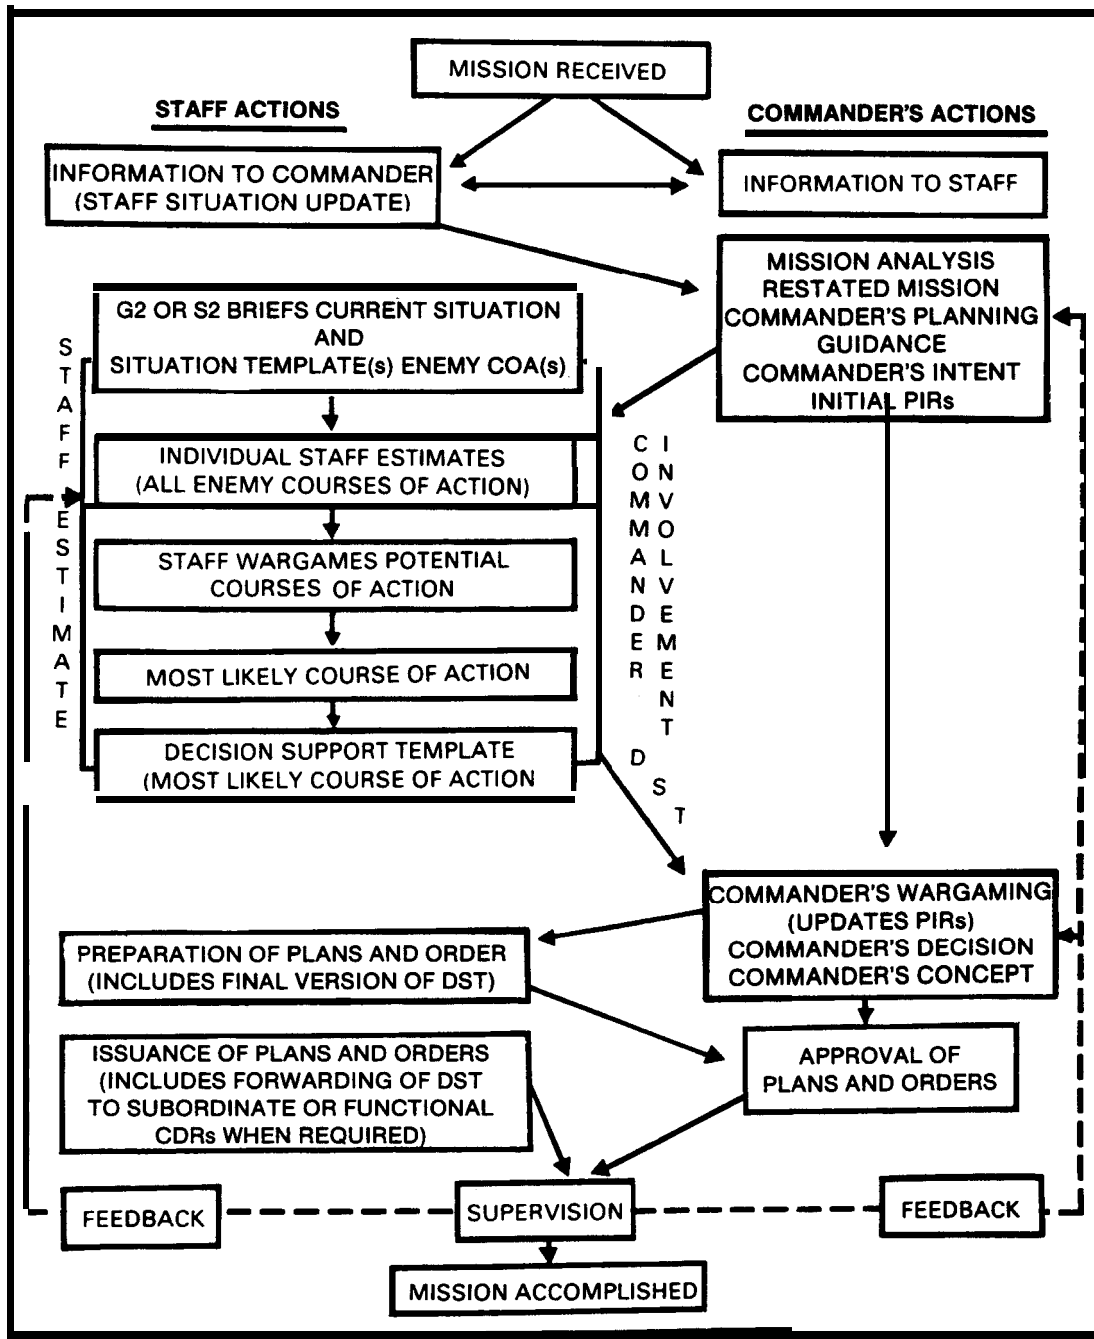 MISSION RECEIVED
STAFF ACTIONS
COMMANDER'S ACTIONS
INFORMATION TO COMMANDER
(STAFF SITUATION UPDATE)
INFORMATION TO STAFF
MISSION ANALYSIS
RESTATED MISSION
COMMANDER'S PLANNING
GUIDANCE
COMMANDER'S INTENT
INITIAL PIRs
G2 OR S2 BRIEFS CURRENT SITUATION
AND
SITUATION TEMPLATE(s) ENEMY COA(s)
STAFF ESTIMATE
INDIVIDUAL STAFF ESTIMATES
(ALL ENEMY COURSES OF ACTION)
STAFF WARGAMES POTENTIAL
COURSES OF ACTION
MOST LIKELY COURSE OF ACTION
DECISION SUPPORT TEMPLATE
(MOST LIKELY COURSE OF ACTION
COMMANDER
INVOLVEMENT
DST
COMMANDER'S WARGAMING
(UPDATES PIRs)
COMMANDER'S DECISION
COMMANDER'S CONCEPT
PREPARATION OF PLANS AND ORDER
(INCLUDES FINAL VERSION OF DST)
APPROVAL OF
PLANS AND ORDERS
ISSUANCE OF PLANS AND ORDERS
(INCLUDES FORWARDING OF DST
TO SUBORDINATE OR FUNCTIONAL
CDRs WHEN REQUIRED)
FEEDBACK
SUPERVISION
FEEDBACK
MISSION ACCOMPLISHED